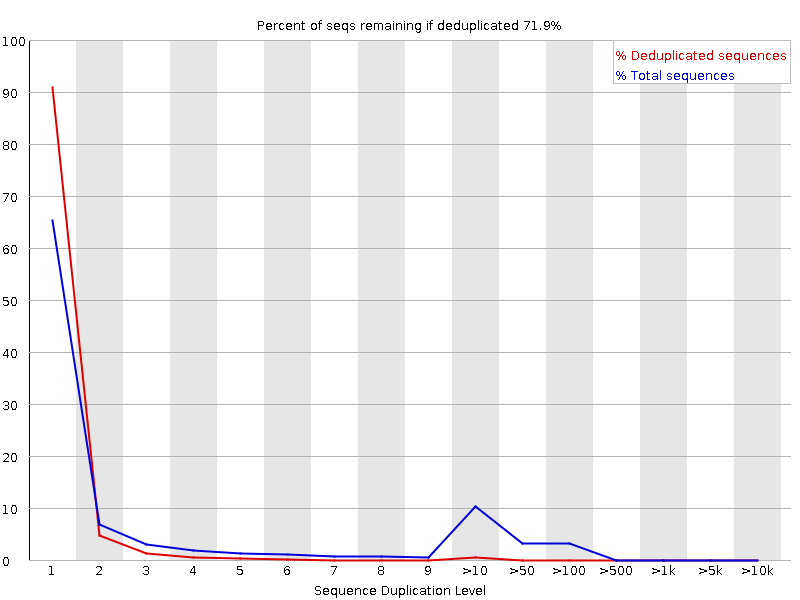 Percent of seqs remaining if deduplicated 71.9%
% Deduplicated sequences
% Total sequences
100
90
80
70
60
50
40
30
20
10
0
1 2 3 4 5 6 7 8 9 >10 >50 >100 >500 >1k >5k >10k
Sequence Duplication Level